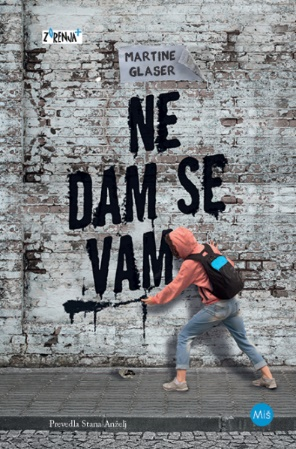 ZORENJA+
MARTINE
GLASER
NE
DAM SE
VAM
Prevedla Stana Anželj
Miš